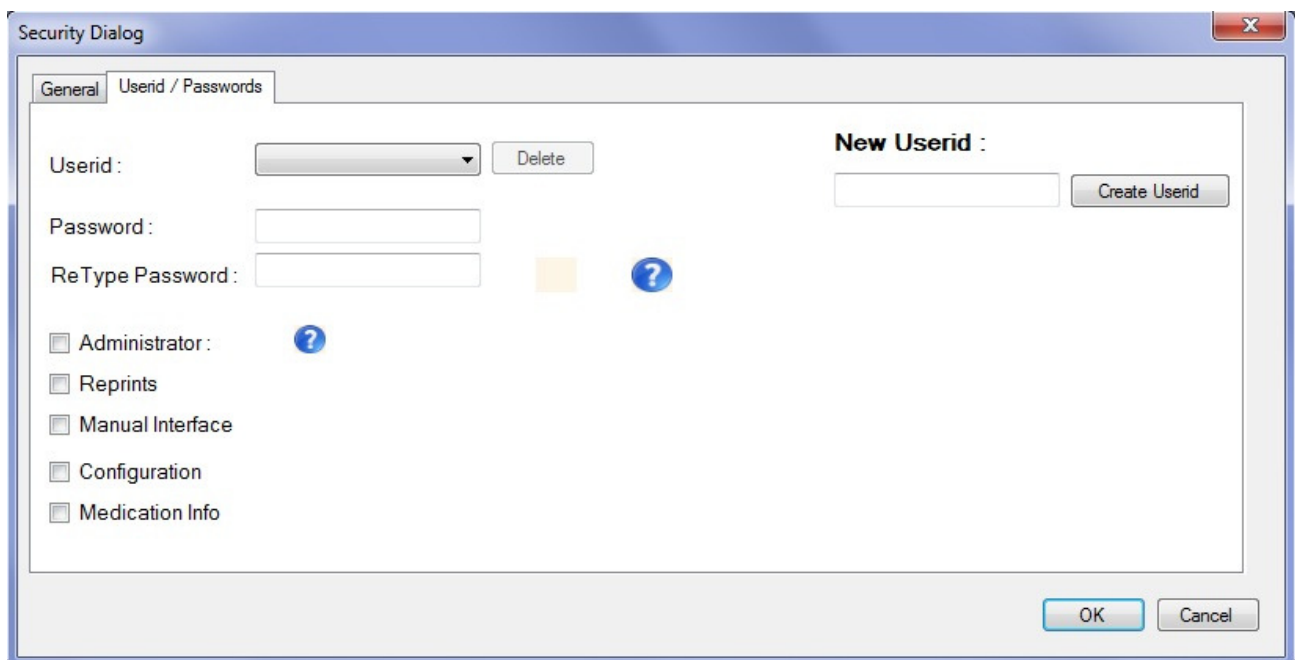 Security Dialog
General
Userid / Passwords
Userid :
Delete
New Userid :
Create Userid
Password :
ReType Password :
?
Administrator :
?
Reprints
Manual Interface
Configuration
Medication Info
OK
Cancel